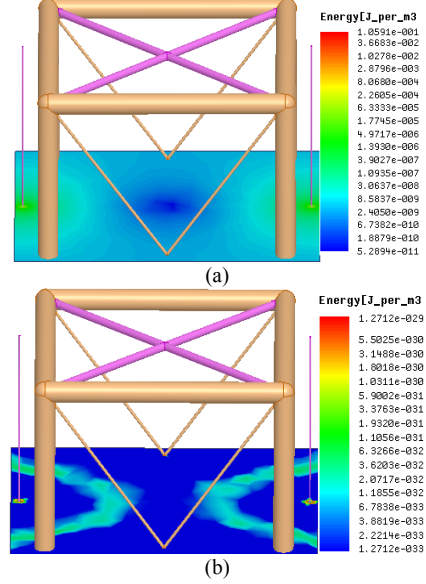 Energy[J_per_m3
1.0591e-001
3.6683e-002
1.0278e-002
2.8796e-003
8.0680e-004
2.2605e-004
6.3335e-005
1.7745e-005
4.9717e-006
1.3930e-006
3.9027e-007
1.0935e-007
3.0637e-008
8.5837e-009
2.4050e-009
6.7382e-010
1.8879e-010
5.2894e-011
(a)
Energy[J_per_m3
1.2712e-029
5.5025e-030
3.1488e-030
1.8018e-030
1.0311e-030
5.9002e-031
3.3763e-031
1.9320e-031
1.1056e-031
6.3266e-032
3.6203e-032
2.0717e-032
1.1855e-032
6.7838e-033
3.8819e-033
2.2214e-033
1.2712e-033
(b)